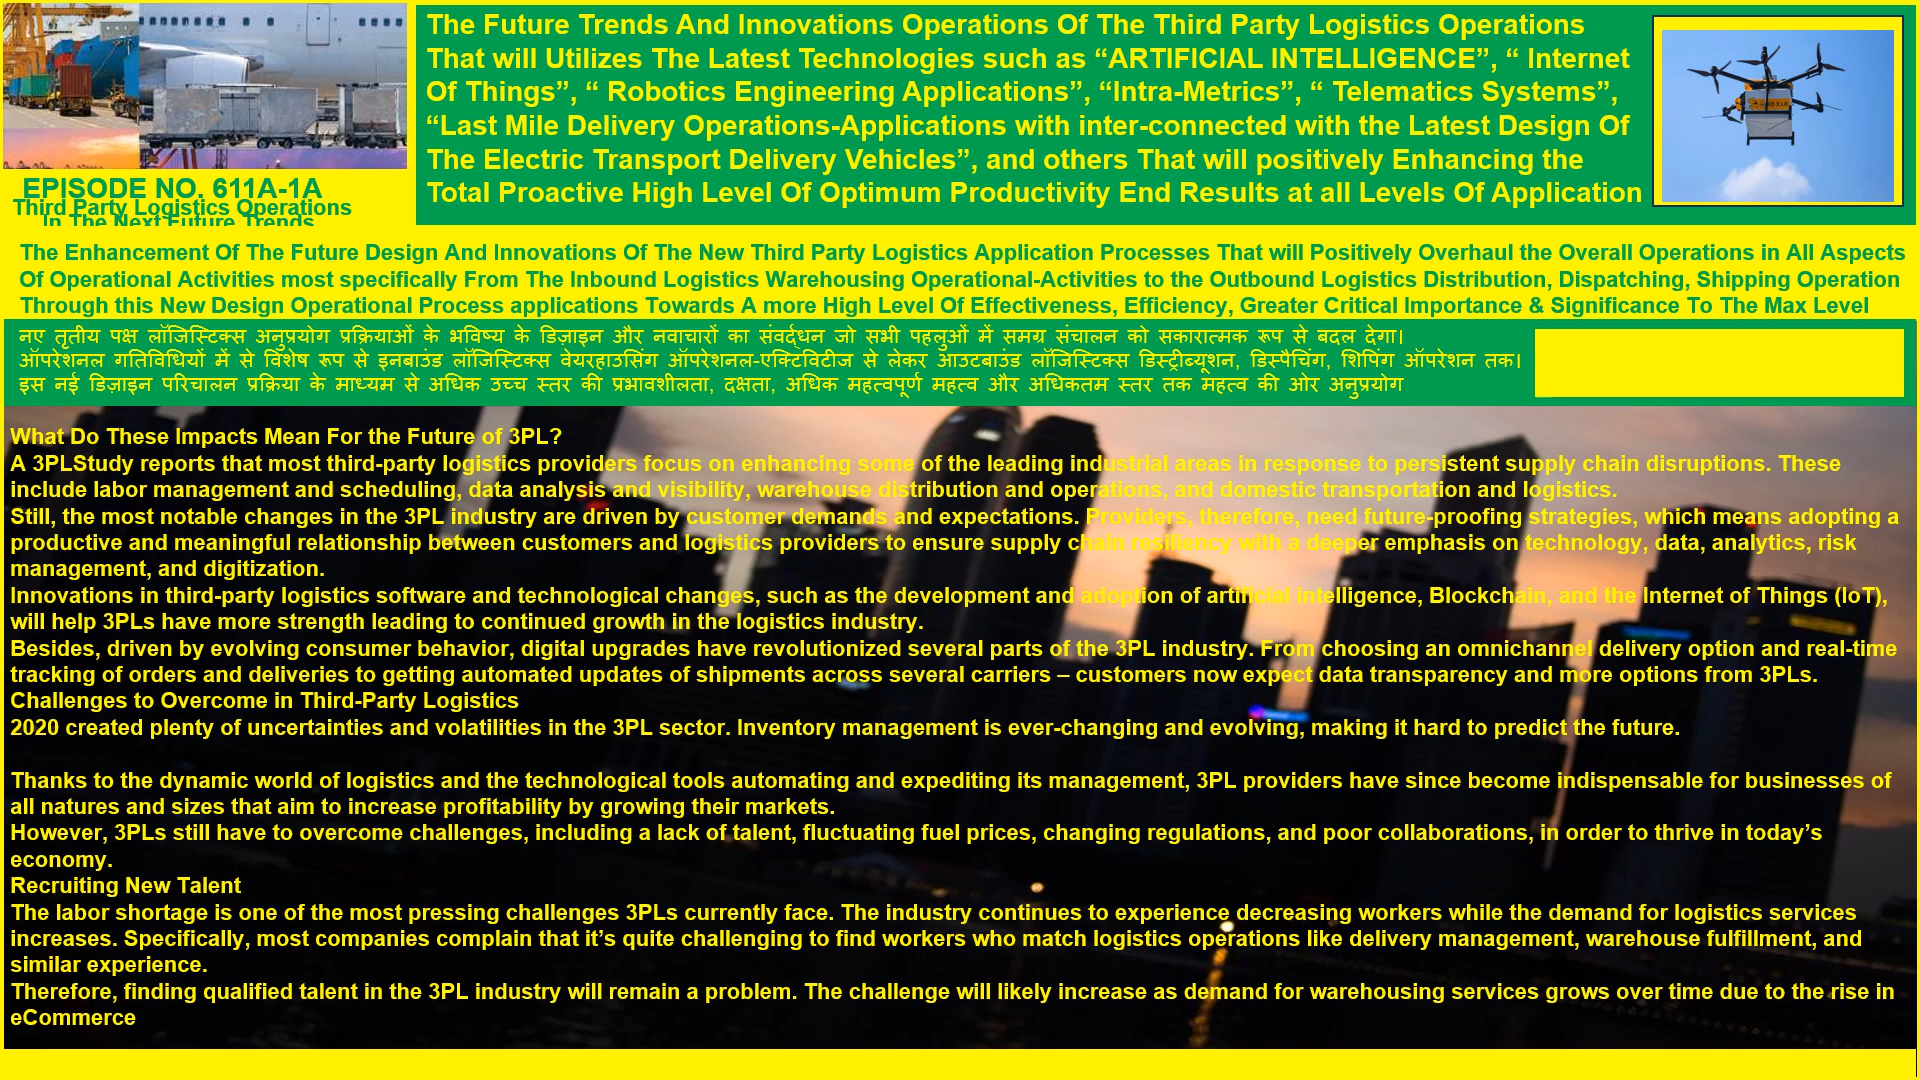 EPISODE NO. 611A-1A
Third Party Logistics Operations
In The Next Future Trends
The Future Trends And Innovations Operations Of The Third Party Logistics Operations
That will Utilizes The Latest Technologies such as “ARTIFICIAL INTELLIGENCE”, “ Internet
Of Things”, “ Robotics Engineering Applications”, “Intra-Metrics”, “ Telematics Systems”,
“Last Mile Delivery Operations-Applications with inter-connected with the Latest Design Of
The Electric Transport Delivery Vehicles”, and others That will positively Enhancing the
Total Proactive High Level Of Optimum Productivity End Results at all Levels Of Application
The Enhancement Of The Future Design And Innovations Of The New Third Party Logistics Application Processes That will Positively Overhaul the Overall Operations in All Aspects
Of Operational Activities most specifically From The Inbound Logistics Warehousing Operational-Activities to the Outbound Logistics Distribution, Dispatching, Shipping Operation
Through this New Design Operational Process applications Towards A more High Level Of Effectiveness, Efficiency, Greater Critical Importance & Significance To The Max Level
नए तृतीय पक्ष लॉजिस्टिक्स अनुप्रयोग प्रक्रियाओं के भविष्य के डिज़ाइन और नवाचारों का संवर्द्धन जो सभी पहलुओं में समग्र संचालन को सकारात्मक रूप से बदल देगा।
ऑपरेशनल गतिविधियों में से विशेष रूप से इनबाउंड लॉजिस्टिक्स वेयरहाउसिंग ऑपरेशनल-एक्टिविटीज से लेकर आउटबाउंड लॉजिस्टिक्स डिस्ट्रीब्यूशन, डिस्पैचिंग, शिपिंग ऑपरेशन तक।
इस नई डिज़ाइन परिचालन प्रक्रिया के माध्यम से अधिक उच्च स्तर की प्रभावशीलता, दक्षता, अधिक महत्वपूर्ण महत्व और अधिकतम स्तर तक महत्व की ओर अनुप्रयोग
What Do These Impacts Mean For the Future of 3PL?
A 3PLStudy reports that most third-party logistics providers focus on enhancing some of the leading industrial areas in response to persistent supply chain disruptions. These
include labor management and scheduling, data analysis and visibility, warehouse distribution and operations, and domestic transportation and logistics.
Still, the most notable changes in the 3PL industry are driven by customer demands and expectations. Providers, therefore, need future-proofing strategies, which means adopting a
productive and meaningful relationship between customers and logistics providers to ensure supply chain resiliency with a deeper emphasis on technology, data, analytics, risk
management, and digitization.
Innovations in third-party logistics software and technological changes, such as the development and adoption of artificial intelligence, Blockchain, and the Internet of Things (IoT),
will help 3PLs have more strength leading to continued growth in the logistics industry.
Besides, driven by evolving consumer behavior, digital upgrades have revolutionized several parts of the 3PL industry. From choosing an omnichannel delivery option and real-time
tracking of orders and deliveries to getting automated updates of shipments across several carriers – customers now expect data transparency and more options from 3PLs.
Challenges to Overcome in Third-Party Logistics
2020 created plenty of uncertainties and volatilities in the 3PL sector. Inventory management is ever-changing and evolving, making it hard to predict the future.
Thanks to the dynamic world of logistics and the technological tools automating and expediting its management, 3PL providers have since become indispensable for businesses of
all natures and sizes that aim to increase profitability by growing their markets.
However, 3PLs still have to overcome challenges, including a lack of talent, fluctuating fuel prices, changing regulations, and poor collaborations, in order to thrive in today’s
economy.
Recruiting New Talent
The labor shortage is one of the most pressing challenges 3PLs currently face. The industry continues to experience decreasing workers while the demand for logistics services
increases. Specifically, most companies complain that it’s quite challenging to find workers who match logistics operations like delivery management, warehouse fulfillment, and
similar experience.
Therefore, finding qualified talent in the 3PL industry will remain a problem. The challenge will likely increase as demand for warehousing services grows over time due to the rise in
eCommerce